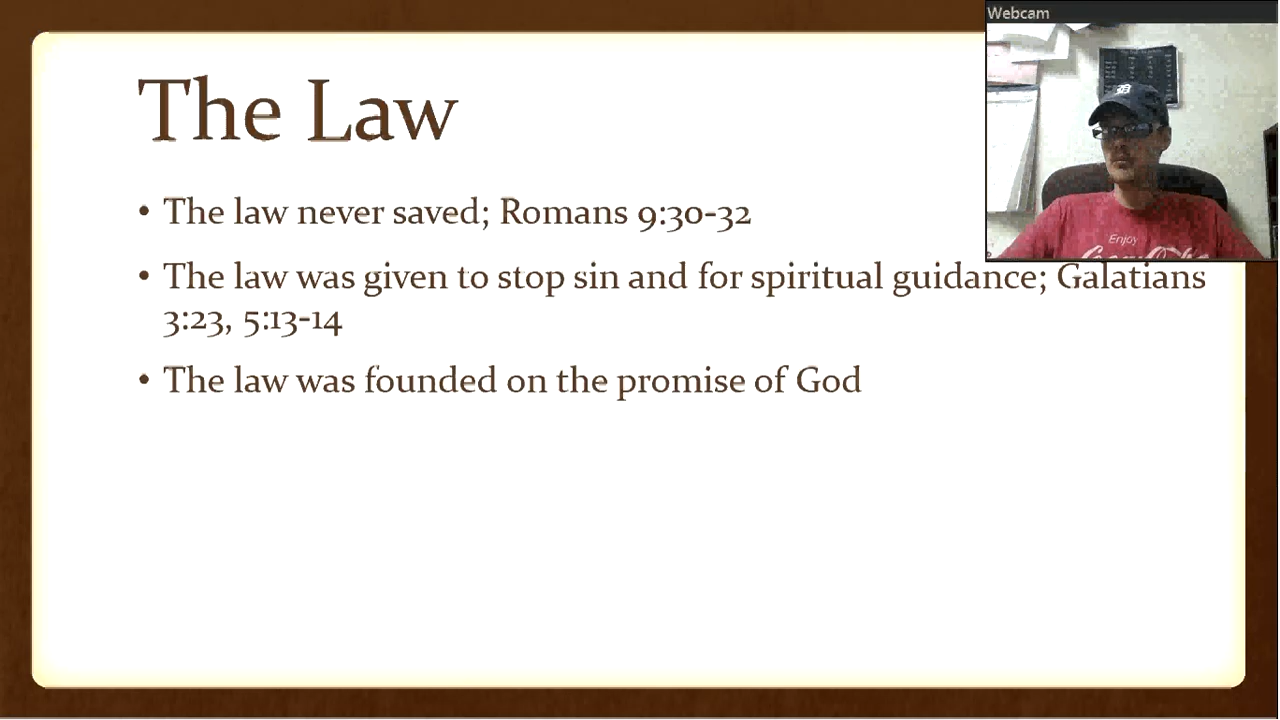 Webcam
The Law
• The law never saved; Romans 9:30-32
• The law was given to stop sin and for spiritual guidance; Galatians
3:23, 5:13-14
• The law was founded on the promise of God
Enjoy